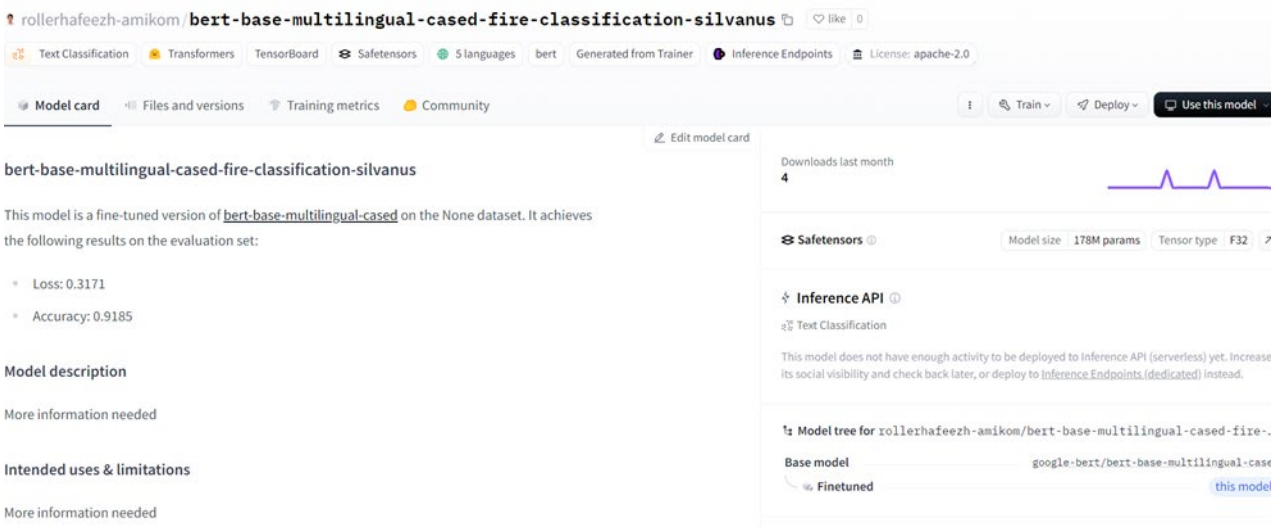 rollerhafeezh-amikom/bert-base-multilingual-cased-fire-classification-silvanus like 0
Text Classification Transformers TensorBoard Safetensors 5 languages bert Generated from Trainer Inference Endpoints License: apache-2.0
Model card Files and versions Training metrics Community Train Deploy Use this model
Edit model card
bert-base-multilingual-cased-fire-classification-silvanus
This model is a fine-tuned version of bert-base-multilingual-cased on the None dataset. It achieves
the following results on the evaluation set:
Loss: 0.3171
Accuracy: 0.9185
Model description
More information needed
Intended uses & limitations
More information needed
Downloads last month
4
Safetensors Model size 178M params Tensor type F32
Inference API
Text Classification
This model does not have enough activity to be deployed to Inference API (serverless) yet. Increase
its social visibility and check back later, or deploy to Inference Endpoints (dedicated) instead.
Model tree for rollerhafeezh-amikom/bert-base-multilingual-cased-fire-…
Base model google-bert/bert-base-multilingual-case
Finetuned this model